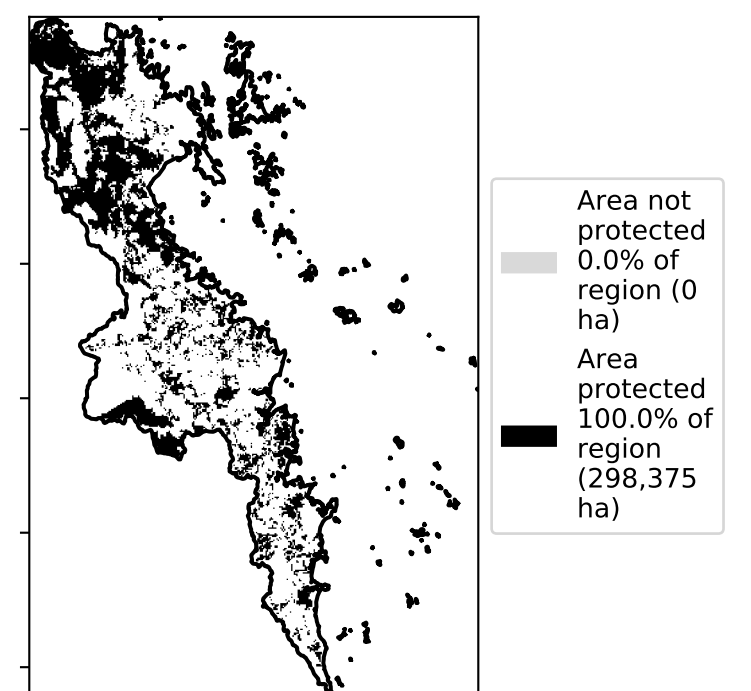 Area not
protected
0.0% of
region (0
ha)
Area
protected
100.0% of
region
(298,375
ha)